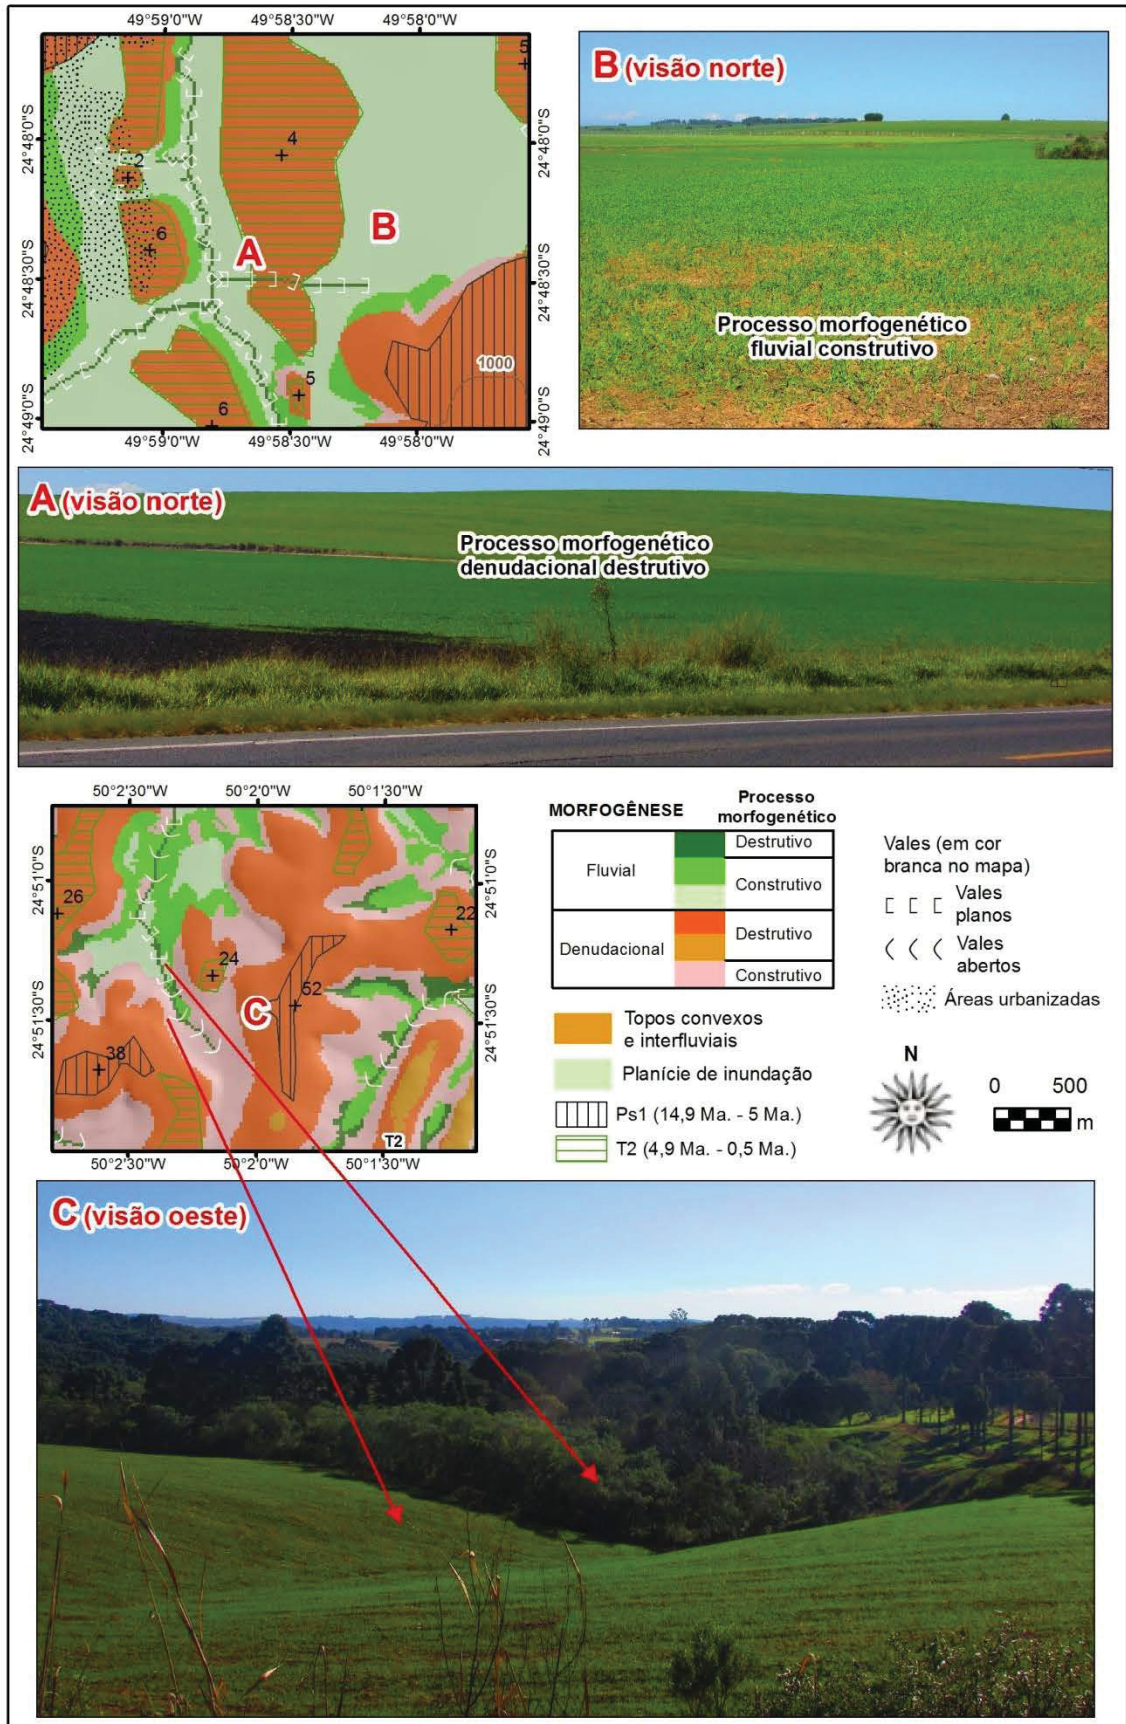 49°59'0"W
49°58'30"W
49°58'0"W
24°48'0"S
24°48'30"S
24°49'0"S
24°48'0"S
24°48'30"S
24°49'0"S
5
4
2
6
A
B
1000
5
6
49°59'0"W
49°58'30"W
49°58'0"W
B (visão norte)
Processo morfogenético
fluvial construtivo
A (visão norte)
Processo morfogenético
denudacional destrutivo
50°2'30"W
50°2'0"W
50°1'30"W
24°51'0"S
24°51'30"S
24°51'0"S
24°51'30"S
26
22
24
52
C
38
T2
50°2'30"W
50°2'0"W
50°1'30"W
MORFOGÊNESE
Processo
morfogenético
Fluvial
Destrutivo
Construtivo
Denudacional
Destrutivo
Construtivo
Topos convexos
e interfluviais
Planície de inundação
Ps1 (14,9 Ma. - 5 Ma.)
T2 (4,9 Ma. - 0,5 Ma.)
Vales (em cor
branca no mapa)
Vales
planos
Vales
abertos
Áreas urbanizadas
N
0 500
m
C (visão oeste)